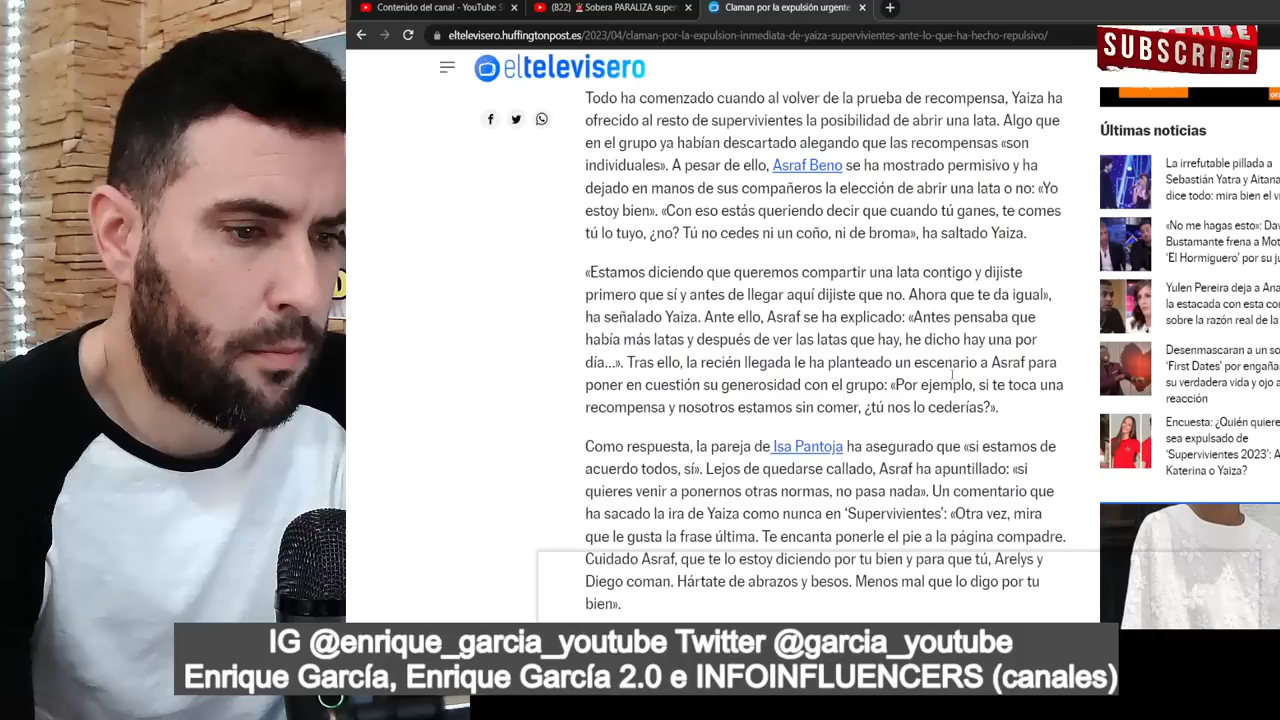 Contenido del canal - YouTube S
(822) 🚨Sobera PARALIZA super
Claman por la expulsión urgente
eltelevisero.huffingtonpost.es/2023/04/claman-por-la-expulsion-inmediata-de-yaiza-supervivientes-ante-lo-que-ha-hecho-repulsivo/
SUBSCRIBE
eltelevisero
Todo ha comenzado cuando al volver de la prueba de recompensa, Yaiza ha
ofrecido al resto de supervivientes la posibilidad de abrir una lata. Algo que
en el grupo ya habían descartado alegando que las recompensas «son
individuales». A pesar de ello, Asraf Beno se ha mostrado permisivo y ha
dejado en manos de sus compañeros la elección de abrir una lata o no: «Yo
estoy bien». «Con eso estás queriendo decir que cuando tú ganes, te comes
tú lo tuyo, ¿no? Tú no cedes ni un coño, ni de broma», ha saltado Yaiza.
«Estamos diciendo que queremos compartir una lata contigo y dijiste
primero que sí y antes de llegar aquí dijiste que no. Ahora que te da igual»,
ha señalado Yaiza. Ante ello, Asraf se ha explicado: «Antes pensaba que
había más latas y después de ver las latas que hay, he dicho hay una por
día...». Tras ello, la recién llegada le ha planteado un escenario a Asraf para
poner en cuestión su generosidad con el grupo: «Por ejemplo, si te toca una
recompensa y nosotros estamos sin comer, ¿tú nos lo cederías?».
Como respuesta, la pareja de Isa Pantoja ha asegurado que «si estamos de
acuerdo todos, sí». Lejos de quedarse callado, Asraf ha apuntillado: «si
quieres venir a ponernos otras normas, no pasa nada». Un comentario que
ha sacado la ira de Yaiza como nunca en ‘Supervivientes’: «Otra vez, mira
que le gusta la frase última. Te encanta ponerle el pie a la página compadre.
Cuidado Asraf, que te lo estoy diciendo por tu bien y para que tú, Arelys y
Diego coman. Hártate de abrazos y besos. Menos mal que lo digo por tu
bien».
Últimas noticias
La irrefutable pillada a
Sebastián Yatra y Aitana
dice todo: mira bien el v
«No me hagas esto»: Dav
Bustamante frena a Mot
‘El Hormiguero’ por su ju
Yulen Pereira deja a Ana
la estacada con esta co
sobre la razón real de la
Desenmascaran a un so
‘First Dates’ por engaña
su verdadera vida y ojo a
reacción
Encuesta: ¿Quién quiere
sea expulsado de
‘Supervivientes 2023’: A
Katerina o Yaiza?
IG @enrique_garcia_youtube Twitter @garcia_youtube
Enrique García, Enrique García 2.0 e INFOINFLUENCERS (canales)